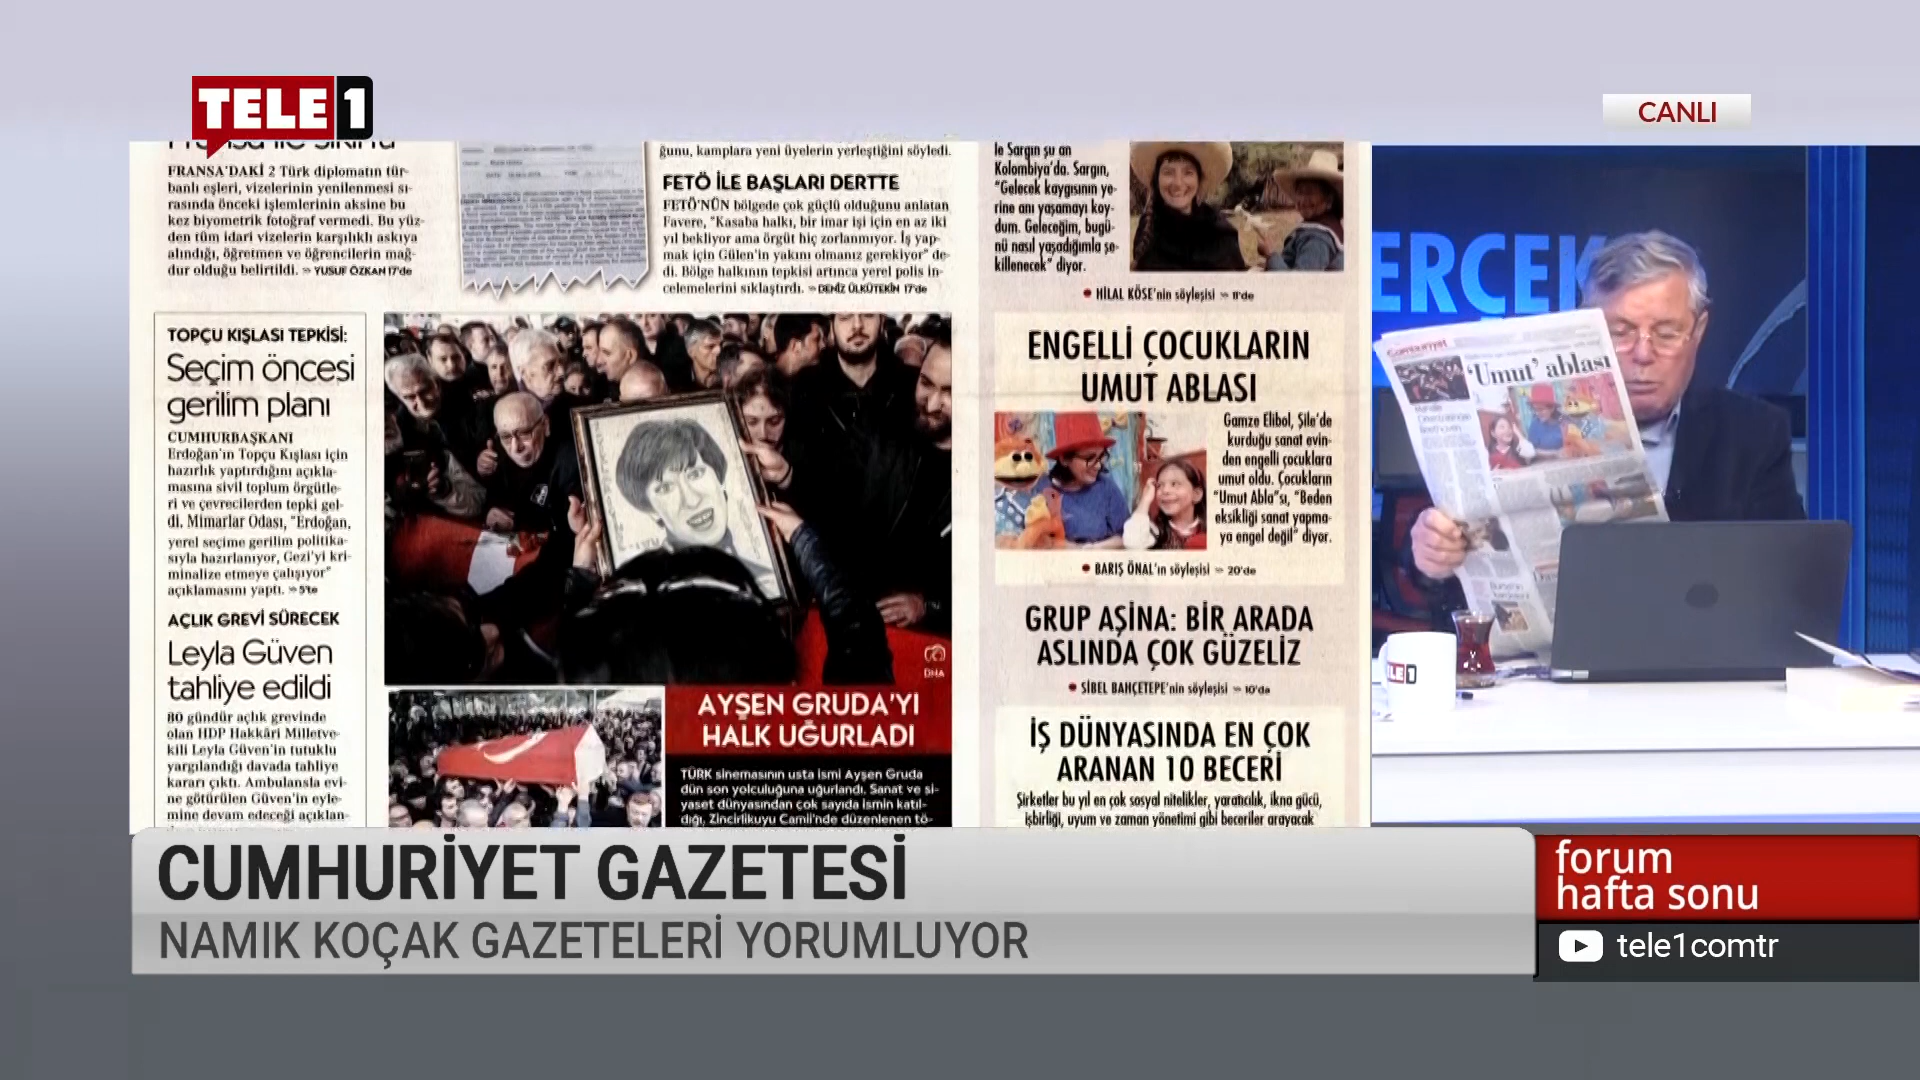 TELE1
CANLI
FRANSA'DAKİ 2 Türk diplomatın tür-
banlı eşleri, vizelerinin yenilenmesi sı-
rasında önceki işlemlerinin aksine bu
kez biyometrik fotoğraf vermedi. Bu yüz-
den tüm idari vizelerin karşılıklı askıya
alındığı, öğretmen ve öğrencilerin mağ-
dur olduğu belirtildi. » YUSUF ÖZKAN 17'de
ğunu, kamplara yeni üyelerin yerleştiğini söyledi.
FETÖ İLE BAŞLARI DERTTE
FETÖ'NÜN bölgede çok güçlü olduğunu anlatan
Favere, "Kasaba halkı, bir imar işi için en az iki
yıl bekliyor ama örgüt hiç zorlanmıyor. İş yap-
mak için Gülen'in yakını olmanız gerekiyor" de-
di. Bölge halkının tepkisi artınca yerel polis in-
celemelerini sıklaştırdı. » DENİZ ÜLKÜTEKİN 17'de
le Sargın şu an
Kolombiya'da. Sargın,
"Gelecek kaygısının ye-
rine anı yaşamayı koy-
dum. Geleceğim, bugü-
nü nasıl yaşadığımla şe-
killenecek" diyor.
HİLAL KÖSE'nin söyleşisi » 11'de
TOPÇU KIŞLASI TEPKİSİ:
Seçim öncesi
gerilim planı
CUMHURBAŞKANI
Erdoğan'ın Topçu Kışlası için
hazırlık yaptırdığını açıkla-
masına sivil toplum örgütle-
ri ve çevrecilerden tepki gel-
di. Mimarlar Odası, "Erdoğan,
yerel seçime gerilim politika-
sıyla hazırlanıyor, Gezi'yi kri-
minalize etmeye çalışıyor"
açıklamasını yaptı. » 5'te
AÇLIK GREVİ SÜRECEK
Leyla Güven
tahliye edildi
80 gündür açlık grevinde
olan HDP Hakkâri Milletve-
kili Leyla Güven'in tutuklu
yargılandığı davada tahliye
kararı çıktı. Ambulansla evi-
ne götürülen Güven'in eyle-
mine devam edeceği açıklan-
DHA
AYŞEN GRUDA'YI
HALK UĞURLADI
TÜRK sinemasının usta ismi Ayşen Gruda
dün son yolculuğuna uğurlandı. Sanat ve si-
yaset dünyasından çok sayıda ismin katıl-
dığı, Zincirlikuyu Camii'nde düzenlenen tö-
ENGELLİ ÇOCUKLARIN
UMUT ABLASI
Gamze Elibol, Şile'de
kurduğu sanat evin-
den engelli çocuklara
umut oldu. Çocukların
"Umut Abla"sı, "Beden
eksikliği sanat yapma-
ya engel değil" diyor.
BARIŞ ÖNAL'ın söyleşisi » 20'de
GRUP AŞİNA: BİR ARADA
ASLINDA ÇOK GÜZELİZ
SİBEL BAHÇETEPE'nin söyleşisi » 10'da
İŞ DÜNYASINDA EN ÇOK
ARANAN 10 BECERİ
Şirketler bu yıl en çok sosyal nitelikler, yaratıcılık, ikna gücü,
işbirliği, uyum ve zaman yönetimi gibi beceriler arayacak
ERÇEK
Cumhuriyet
'Umut' ablası
TELE1
CUMHURİYET GAZETESİ
NAMIK KOÇAK GAZETELERİ YORUMLUYOR
forum
hafta sonu
tele1comtr